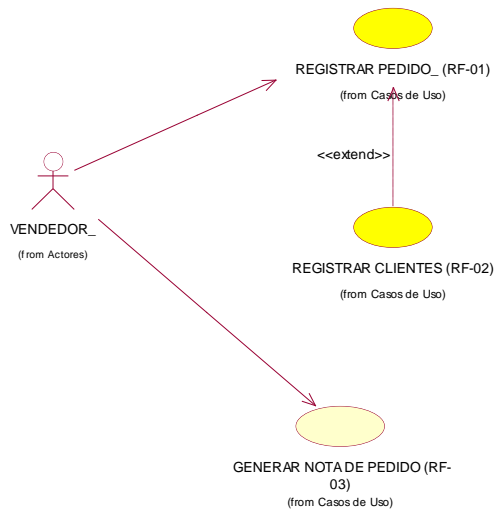 REGISTRAR PEDIDO_ (RF-01)
(from Casos de Uso)
<<extend>>
VENDEDOR_
(from Actores)
REGISTRAR CLIENTES (RF-02)
(from Casos de Uso)
GENERAR NOTA DE PEDIDO (RF-
03)
(from Casos de Uso)